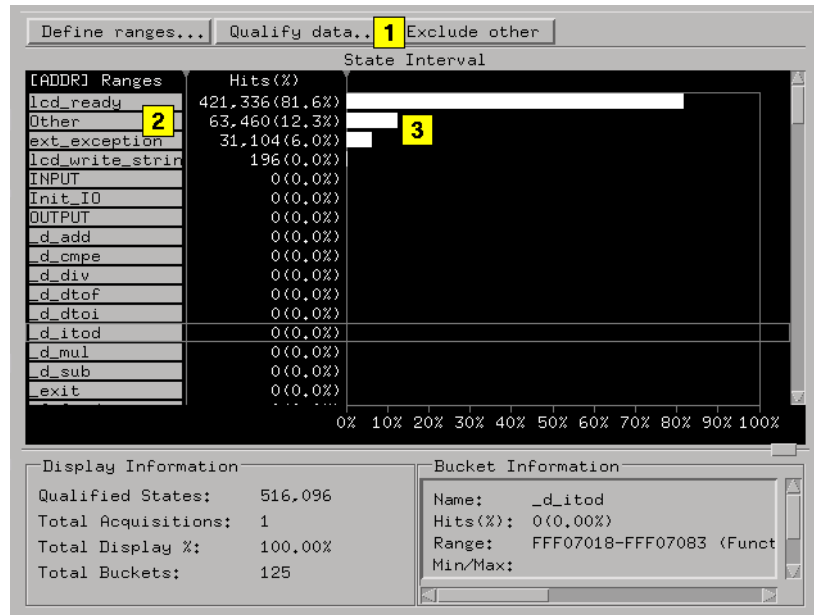 Define ranges... Qualify data.. 1 Exclude other
State Interval
[ADDR] Ranges Hits(%)
lcd_ready 421,336(81.6%)
Other 2 63,460(12.3%) 3
ext_exception 31,104(6.0%)
lcd_write_strin 196(0.0%)
INPUT 0(0.0%)
Init_IO 0(0.0%)
OUTPUT 0(0.0%)
_d_add 0(0.0%)
_d_cmpe 0(0.0%)
_d_div 0(0.0%)
_d_dtof 0(0.0%)
_d_dtoi 0(0.0%)
_d_itod 0(0.0%)
_d_mul 0(0.0%)
_d_sub 0(0.0%)
_exit 0(0.0%)
0% 10% 20% 30% 40% 50% 60% 70% 80% 90% 100%
Display Information
Qualified States: 516,096
Total Acquisitions: 1
Total Display %: 100.00%
Total Buckets: 125
Bucket Information
Name: _d_itod
Hits(%): 0(0.00%)
Range: FFF07018-FFF07083 (Funct
Min/Max: